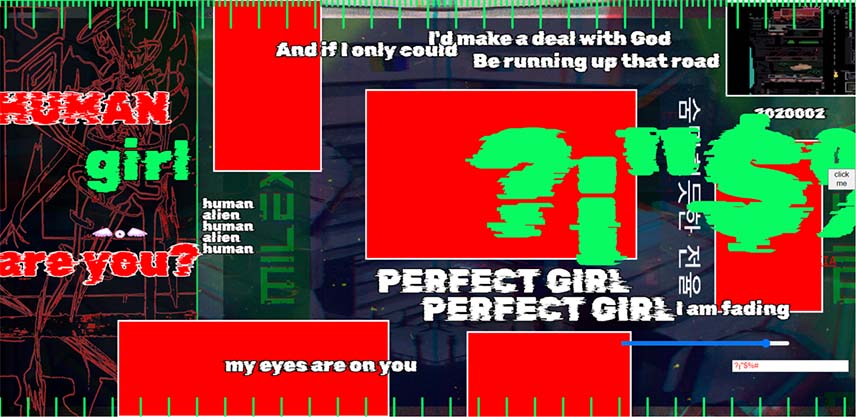 I'd make a deal with God
And if I only could
Be running up that road
HUMAN
girl
are you?
human
alien
human
alien
human
2020002
?¡"$
click
me
PERFECT GIRL
PERFECT GIRL
I am fading
my eyes are on you
?¡"$%#